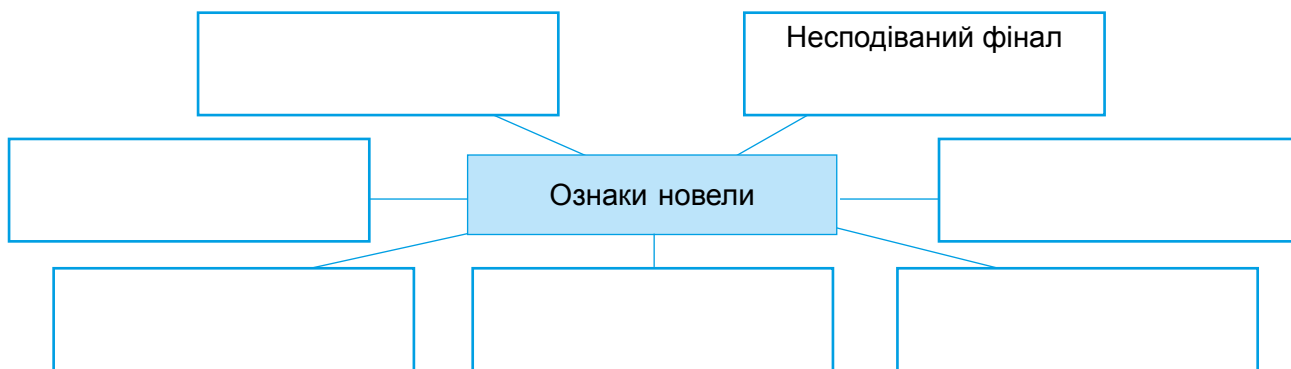 Несподіваний фінал
Ознаки новели